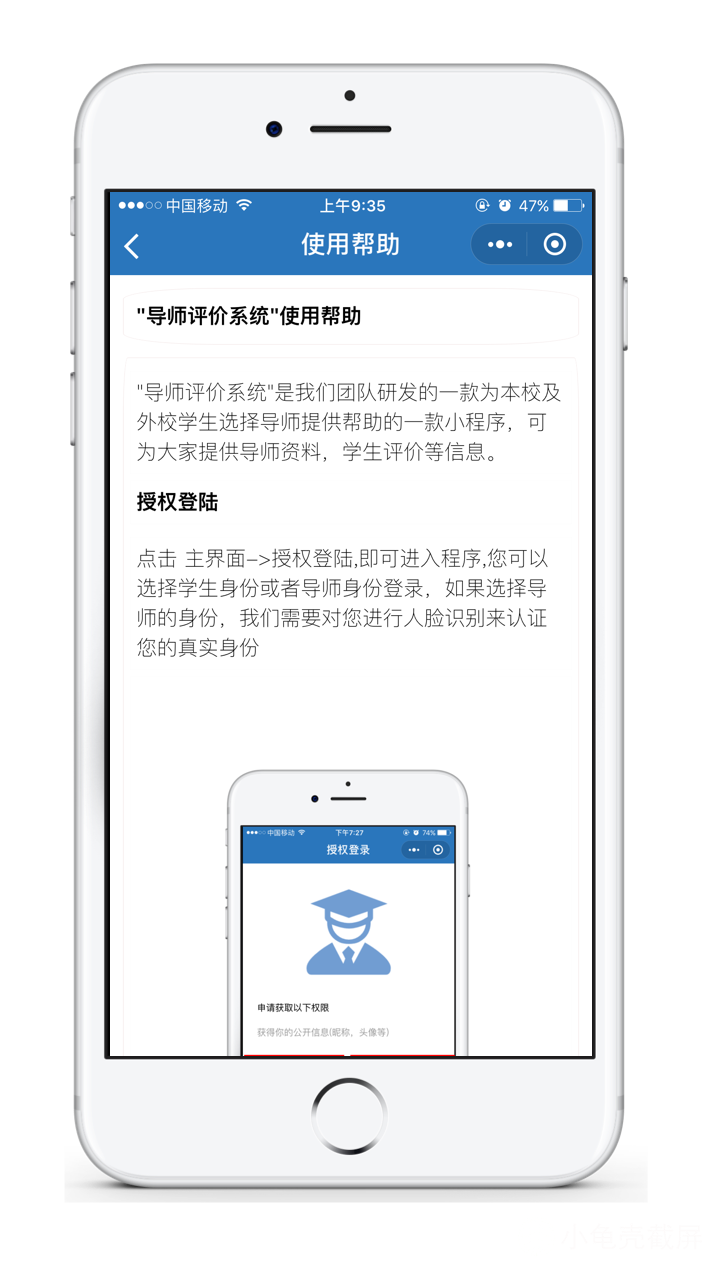 中国移动 上午9:35 47%
使用帮助
"导师评价系统"使用帮助
"导师评价系统"是我们团队研发的一款为本校及
外校学生选择导师提供帮助的一款小程序，可
为大家提供导师资料，学生评价等信息。
授权登陆
点击 主界面->授权登陆,即可进入程序,您可以
选择学生身份或者导师身份登录，如果选择导
师的身份，我们需要对您进行人脸识别来认证
您的真实身份
中国移动 下午7:27 74%
授权登录
申请获取以下权限
获得你的公开信息(昵称、头像等)